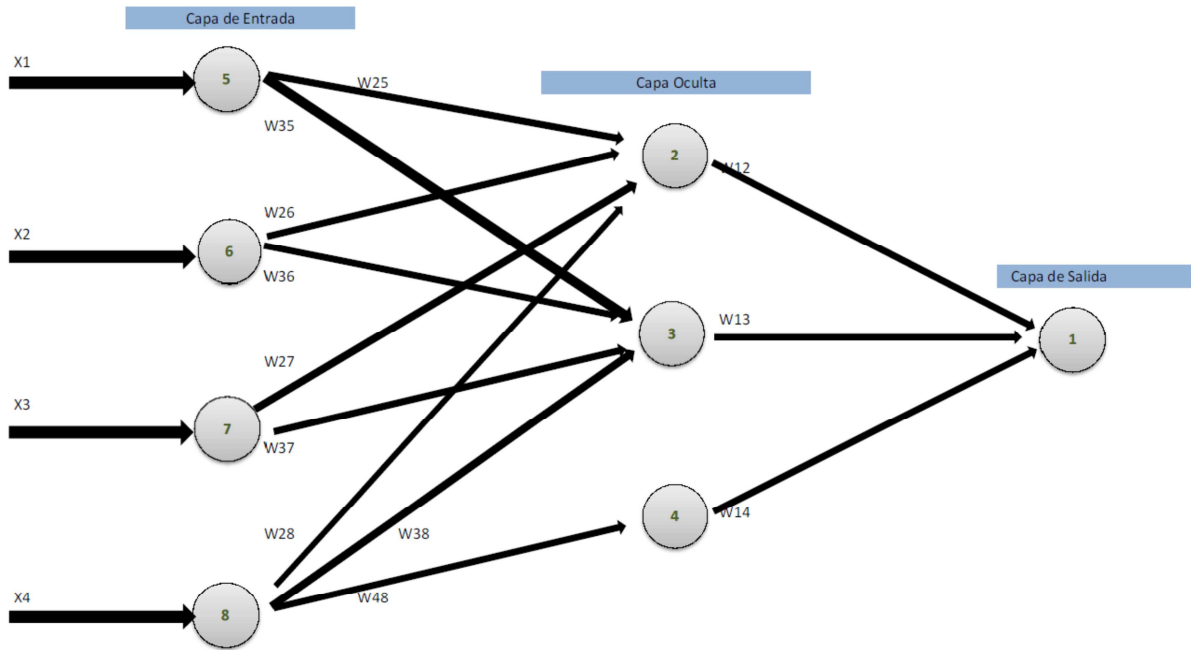 Capa de Entrada
X1
5
W25
Capa Oculta
W35
2
W12
W26
X2
6
W36
Capa de Salida
3
W13
1
W27
X3
7
W37
4
W14
W28
W38
X4
8
W48